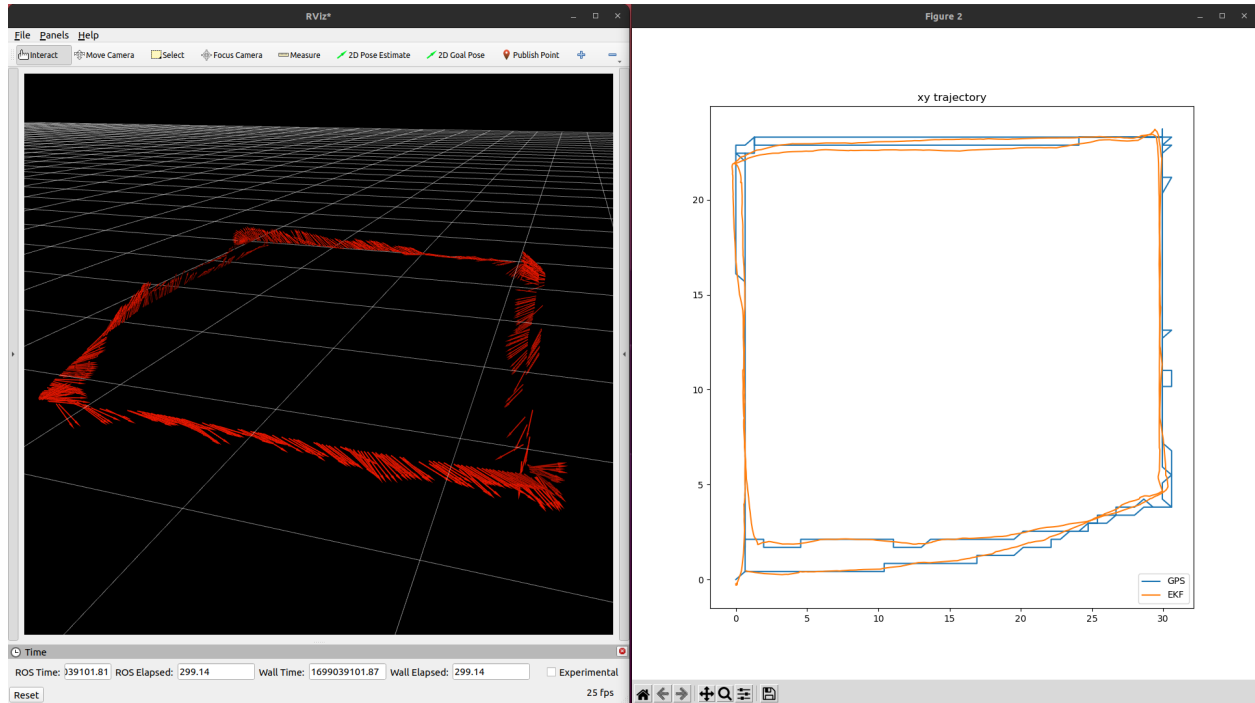 RViz*
File Panels Help
Interact Move Camera Select Focus Camera Measure 2D Pose Estimate 2D Goal Pose Publish Point
Time
ROS Time: 039101.81 ROS Elapsed: 299.14 Wall Time: 1699039101.87 Wall Elapsed: 299.14 Experimental
Reset 25 fps
Figure 2
xy trajectory
20
15
10
5
0
0 5 10 15 20 25 30
GPS
EKF